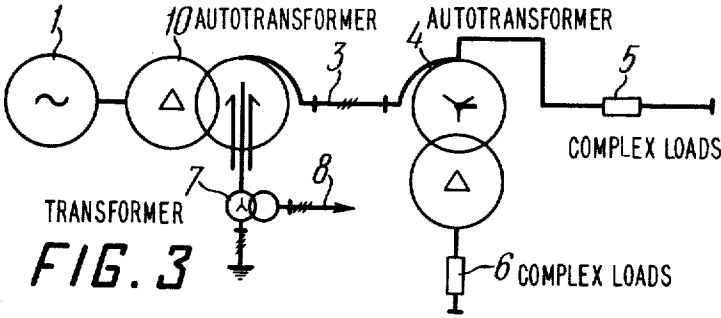 1
10
AUTOTRANSFORMER
3
4
AUTOTRANSFORMER
5
COMPLEX LOADS
7
8
TRANSFORMER
FIG. 3
6
COMPLEX LOADS